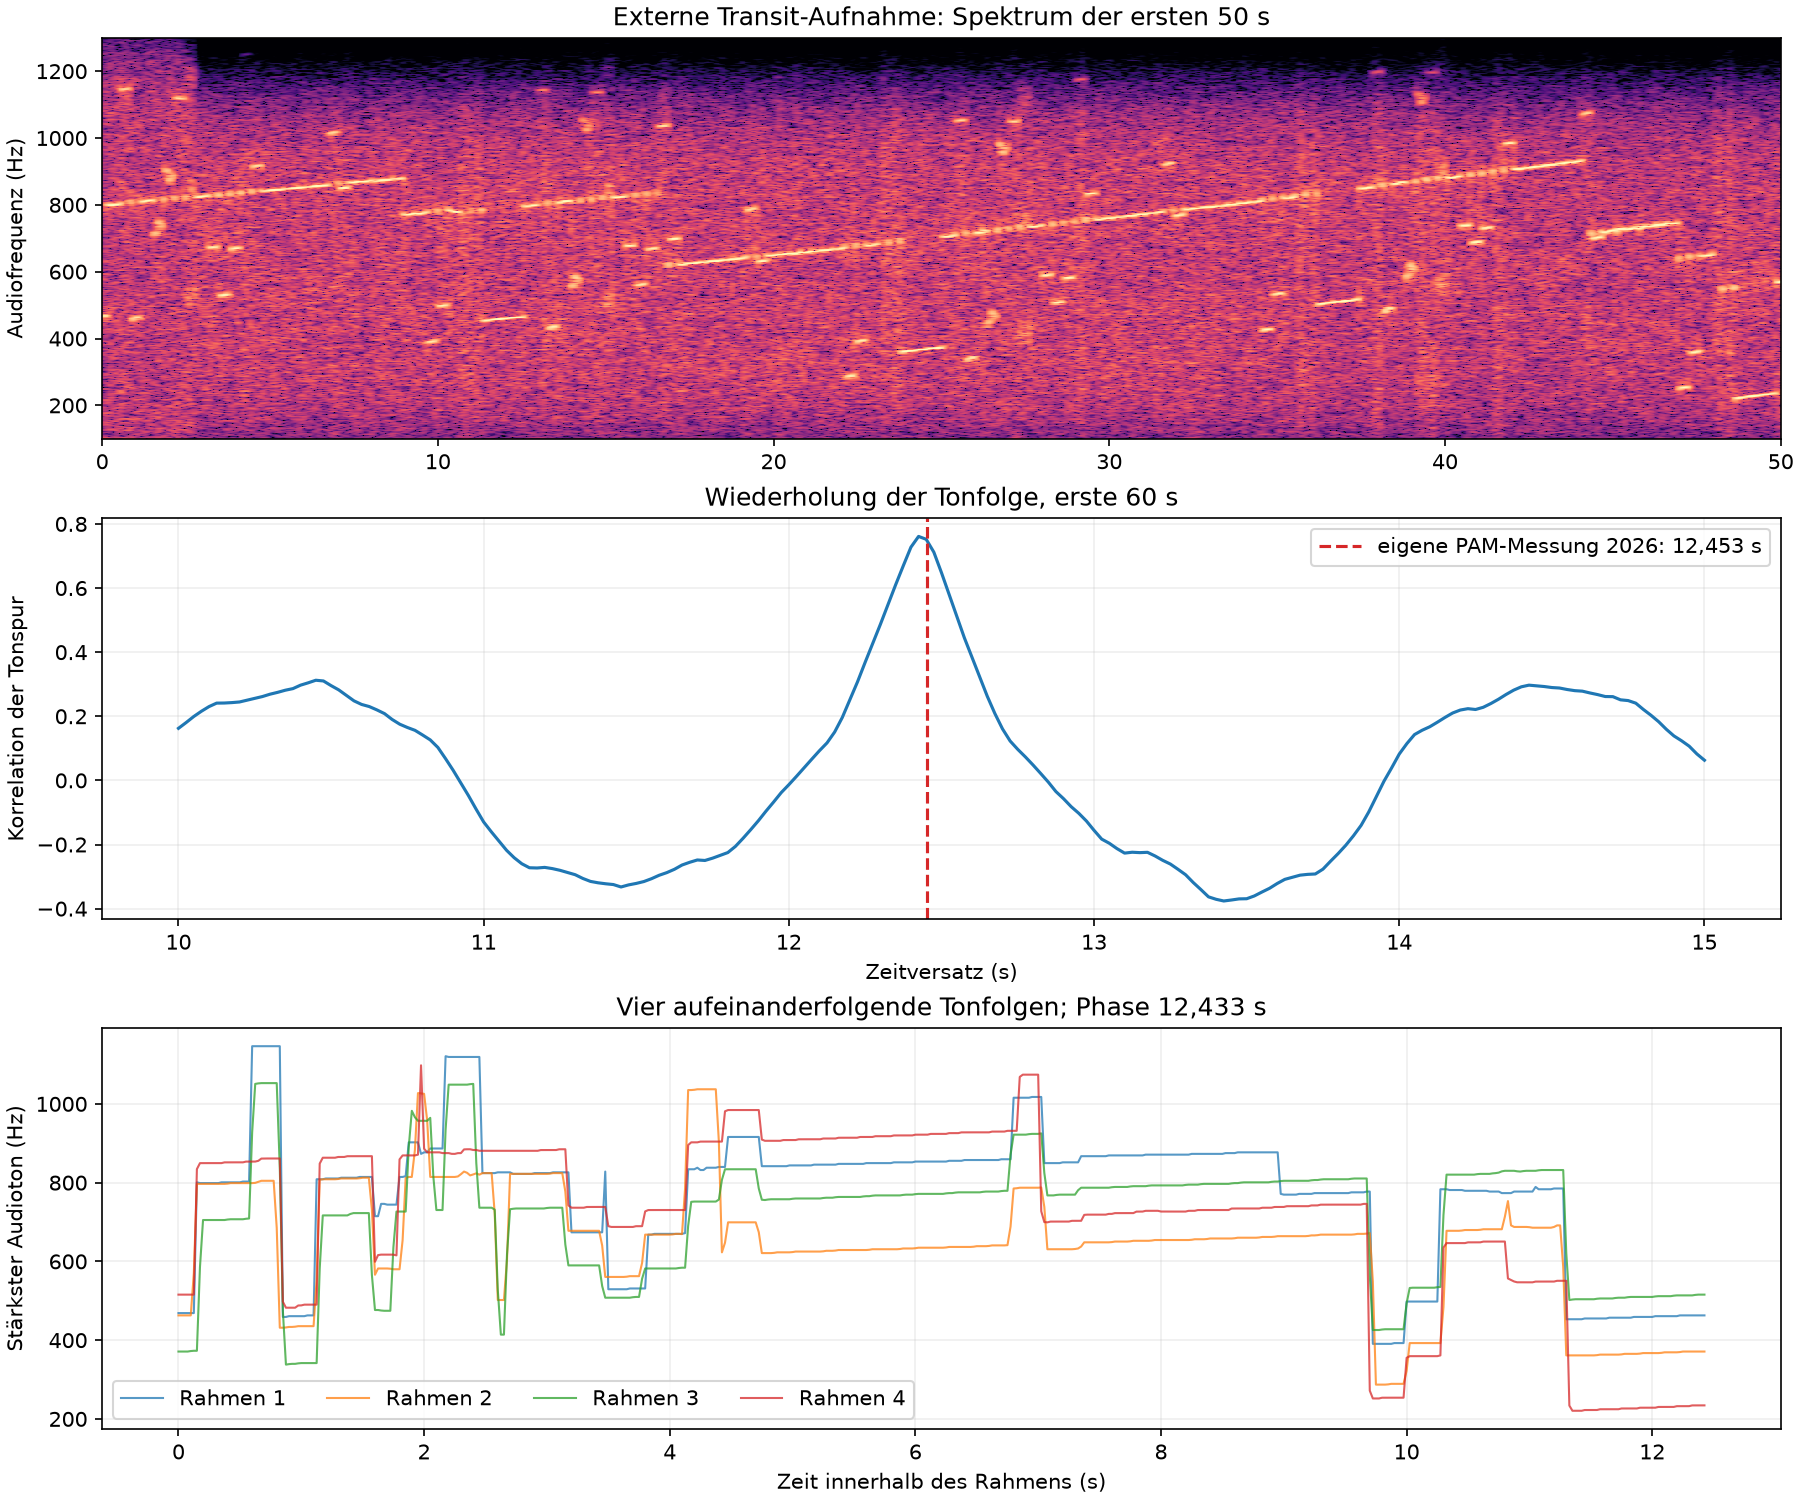 Externe Transit-Aufnahme: Spektrum der ersten 50 s
Audiofrequenz (Hz)
1200
1000
800
600
400
200
0 10 20 30 40 50
Wiederholung der Tonfolge, erste 60 s
Korrelation der Tonspur
0.8
0.6
0.4
0.2
0.0
−0.2
−0.4
eigene PAM-Messung 2026: 12,453 s
10 11 12 13 14 15
Zeitversatz (s)
Vier aufeinanderfolgende Tonfolgen; Phase 12,433 s
Stärkster Audioton (Hz)
1000
800
600
400
200
Rahmen 1 Rahmen 2 Rahmen 3 Rahmen 4
0 2 4 6 8 10 12
Zeit innerhalb des Rahmens (s)